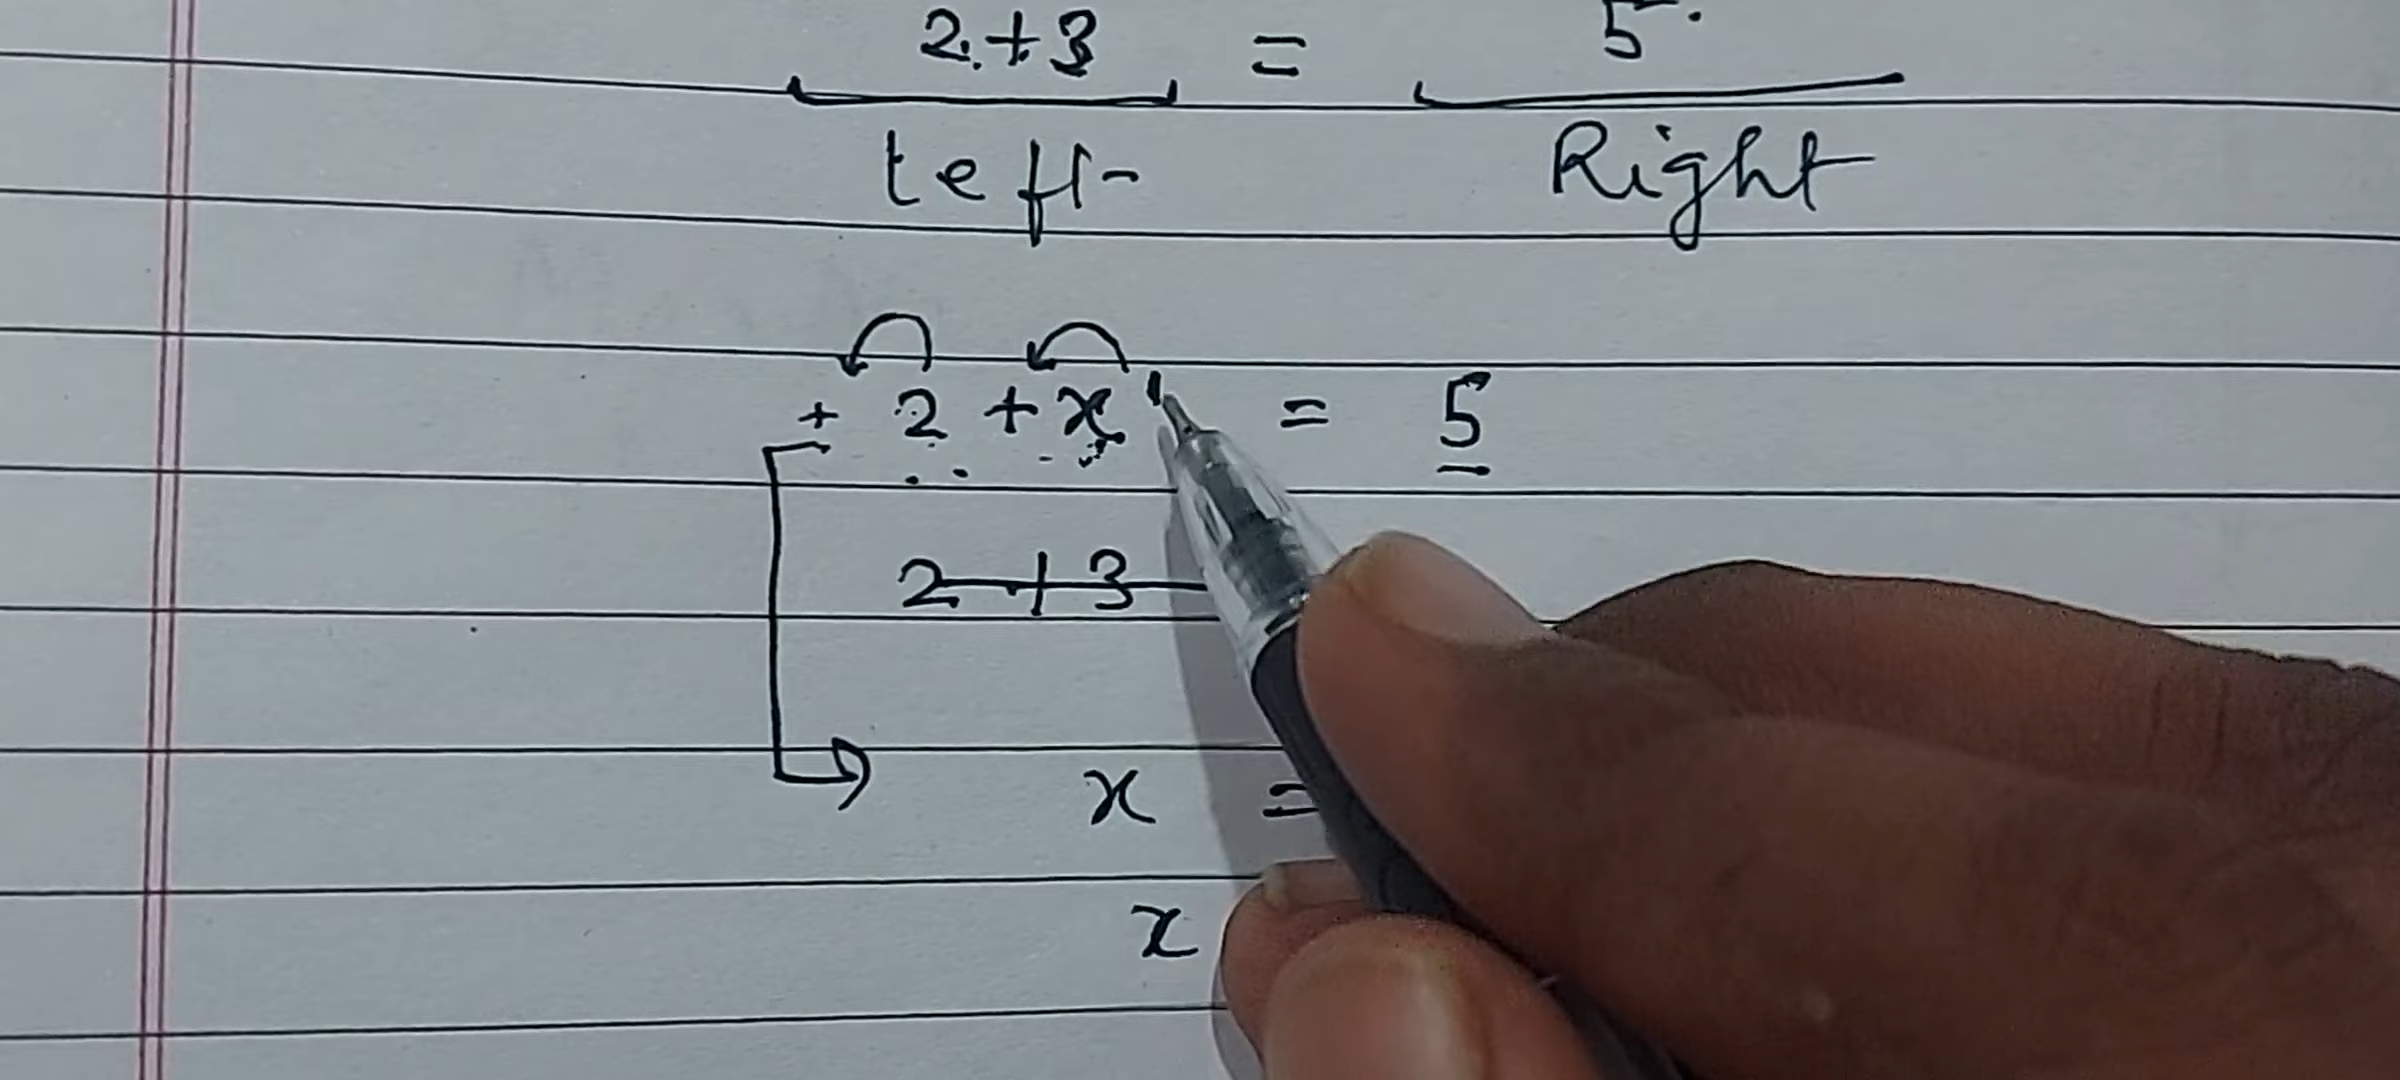 2 + 3 = 5
Left Right
+ 2 + x = 5
2 + 3
x =
x